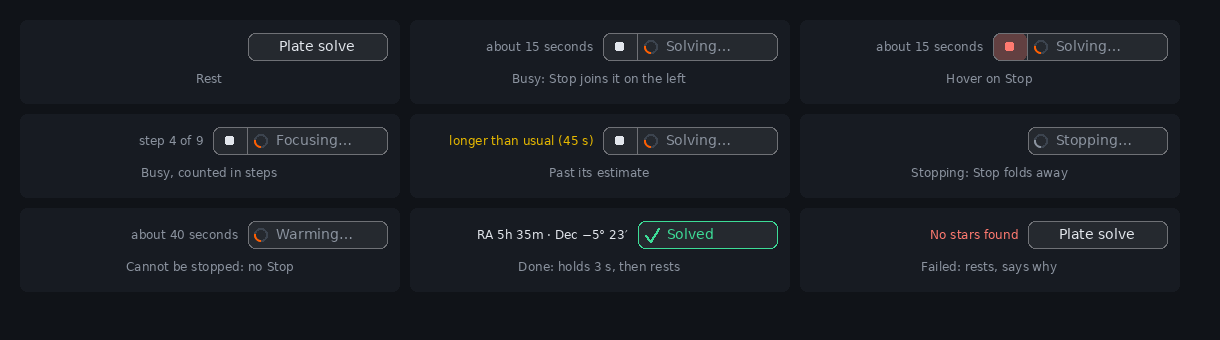 Plate solve
Rest
about 15 seconds Solving...
Busy: Stop joins it on the left
about 15 seconds Solving...
Hover on Stop
step 4 of 9 Focusing...
Busy, counted in steps
longer than usual (45 s) Solving...
Past its estimate
Stopping...
Stopping: Stop folds away
about 40 seconds Warming...
Cannot be stopped: no Stop
RA 5h 35m · Dec −5° 23′ Solved
Done: holds 3 s, then rests
No stars found Plate solve
Failed: rests, says why